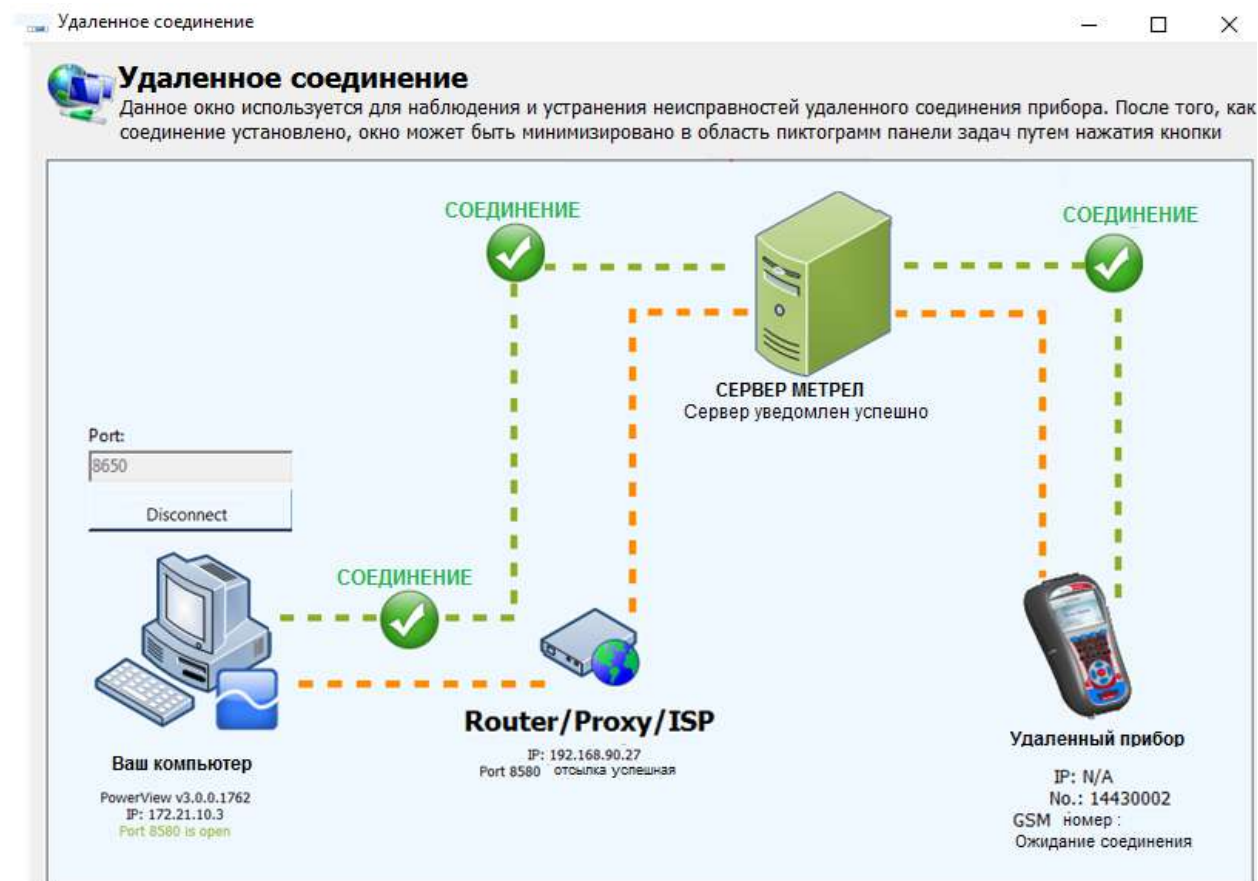 Удаленное соединение
Удаленное соединение
Данное окно используется для наблюдения и устранения неисправностей удаленного соединения прибора. После того, как
соединение установлено, окно может быть минимизировано в область пиктограмм панели задач путем нажатия кнопки
СОЕДИНЕНИЕ
СОЕДИНЕНИЕ
СЕРВЕР МЕТРЕЛ
Сервер уведомлен успешно
Port:
8650
Disconnect
СОЕДИНЕНИЕ
Router/Proxy/ISP
IP: 192.168.90.27
Port 8580 отсылка успешная
Ваш компьютер
PowerView v3.0.0.1762
IP: 172.21.10.3
Port 8580 is open
Удаленный прибор
IP: N/A
No.: 14430002
GSM номер :
Ожидание соединения